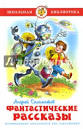 ШКОЛЬНАЯ БИБЛИОТЕКА
Андрей Саломатов
ФАНТАСТИЧЕСКИЕ
РАССКАЗЫ